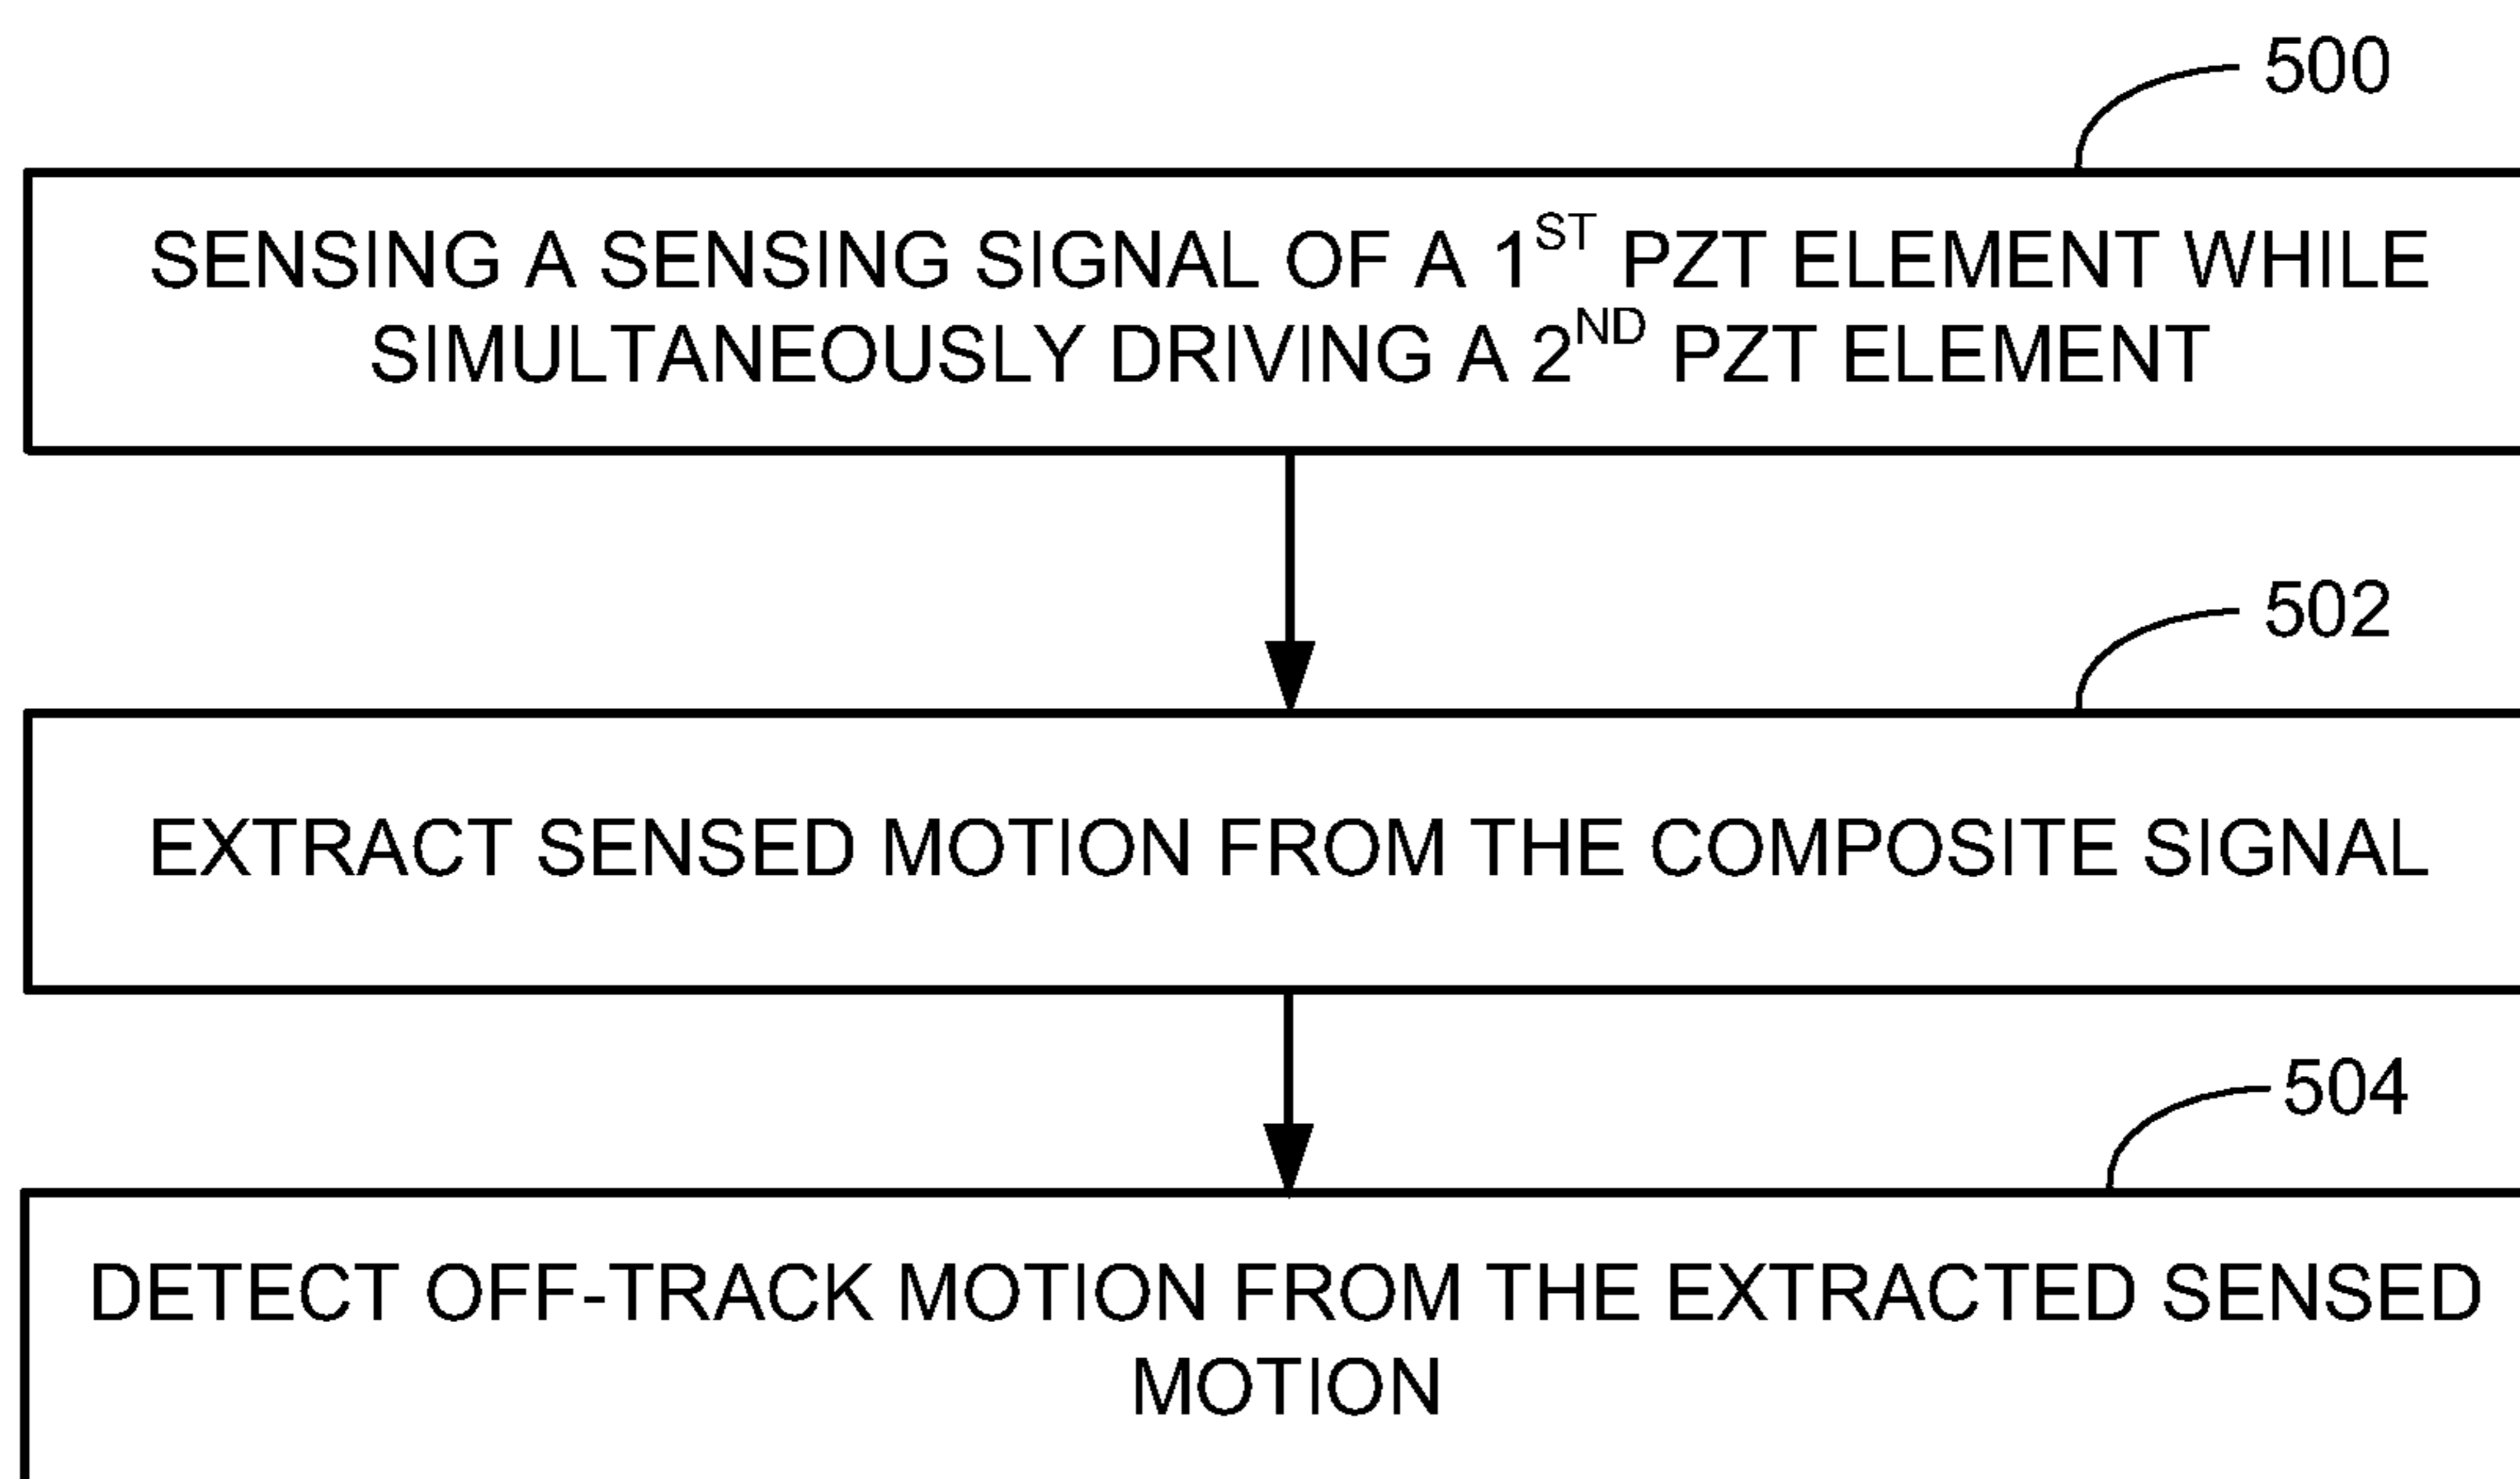 500
SENSING A SENSING SIGNAL OF A 1ST PZT ELEMENT WHILE
SIMULTANEOUSLY DRIVING A 2ND PZT ELEMENT
502
EXTRACT SENSED MOTION FROM THE COMPOSITE SIGNAL
504
DETECT OFF-TRACK MOTION FROM THE EXTRACTED SENSED
MOTION